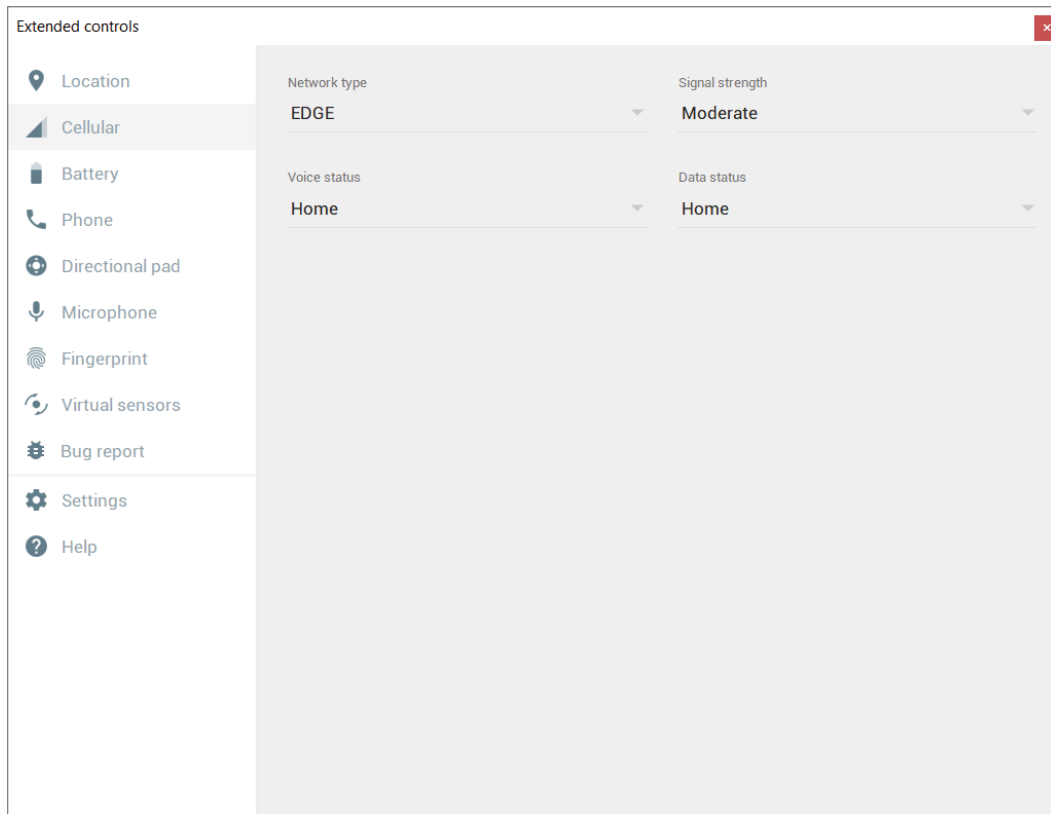 Extended controls
Location
Cellular
Battery
Phone
Directional pad
Microphone
Fingerprint
Virtual sensors
Bug report
Settings
Help
Network type
Signal strength
EDGE
Moderate
Voice status
Data status
Home
Home